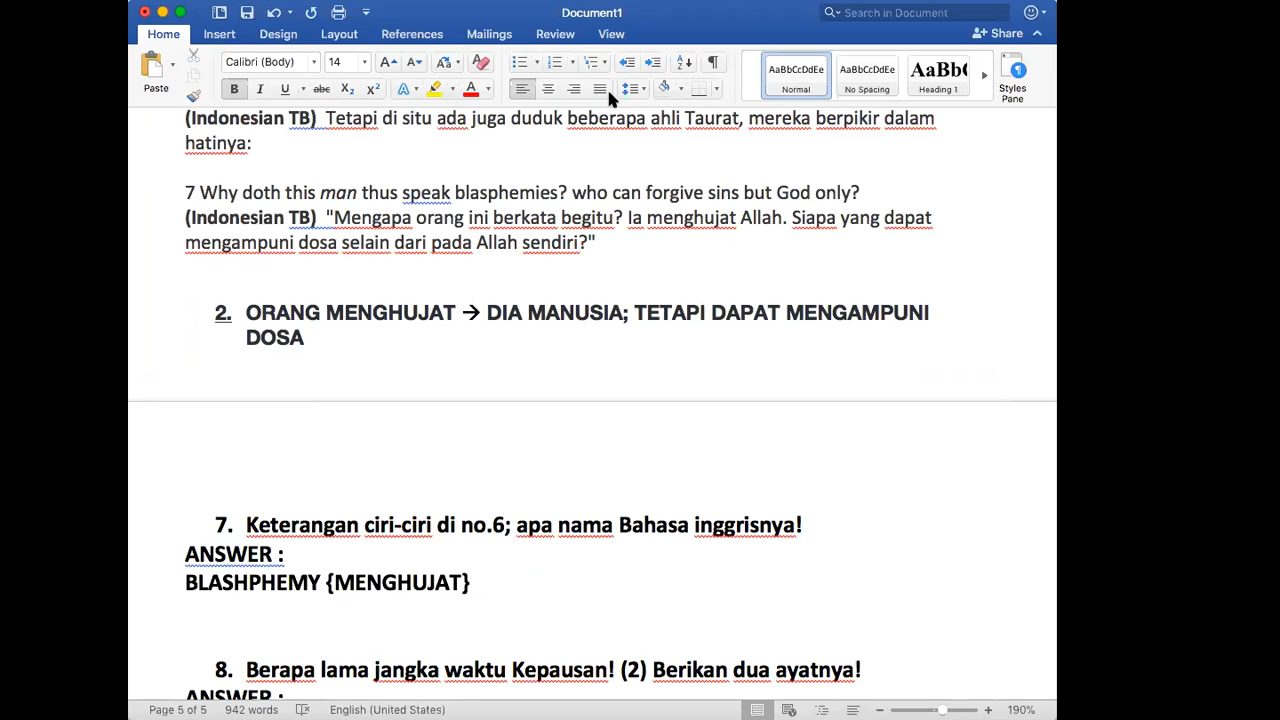 Document1
Search in Document
Home Insert Design Layout References Mailings Review View
Share
Paste
Calibri (Body) 14
AaBbCcDdEe AaBbCcDdEe AaBbC
Normal No Spacing Heading 1
Styles Pane
(Indonesian TB) Tetapi di situ ada juga duduk beberapa ahli Taurat, mereka berpikir dalam
hatinya:
7 Why doth this man thus speak blasphemies? who can forgive sins but God only?
(Indonesian TB) "Mengapa orang ini berkata begitu? Ia menghujat Allah. Siapa yang dapat
mengampuni dosa selain dari pada Allah sendiri?"
2. ORANG MENGHUJAT → DIA MANUSIA; TETAPI DAPAT MENGAMPUNI
DOSA
7. Keterangan ciri-ciri di no.6; apa nama Bahasa inggrisnya!
ANSWER :
BLASHPHEMY {MENGHUJAT}
8. Berapa lama jangka waktu Kepausan! (2) Berikan dua ayatnya!
ANSWER :
Page 5 of 5 942 words English (United States) 190%